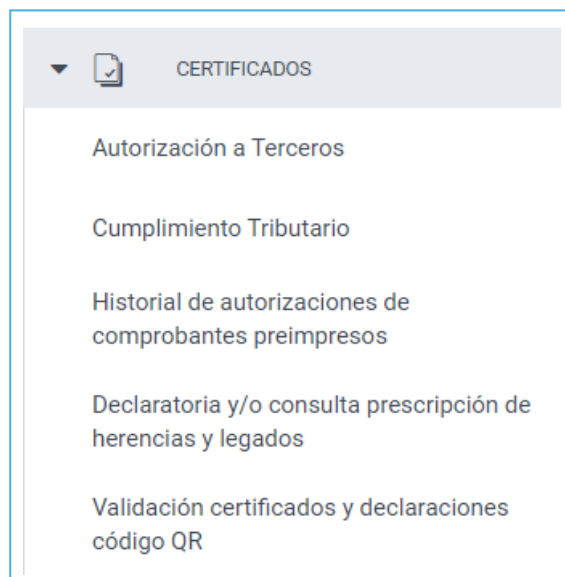 CERTIFICADOS
Autorización a Terceros
Cumplimiento Tributario
Historial de autorizaciones de
comprobantes preimpresos
Declaratoria y/o consulta prescripción de
herencias y legados
Validación certificados y declaraciones
código QR